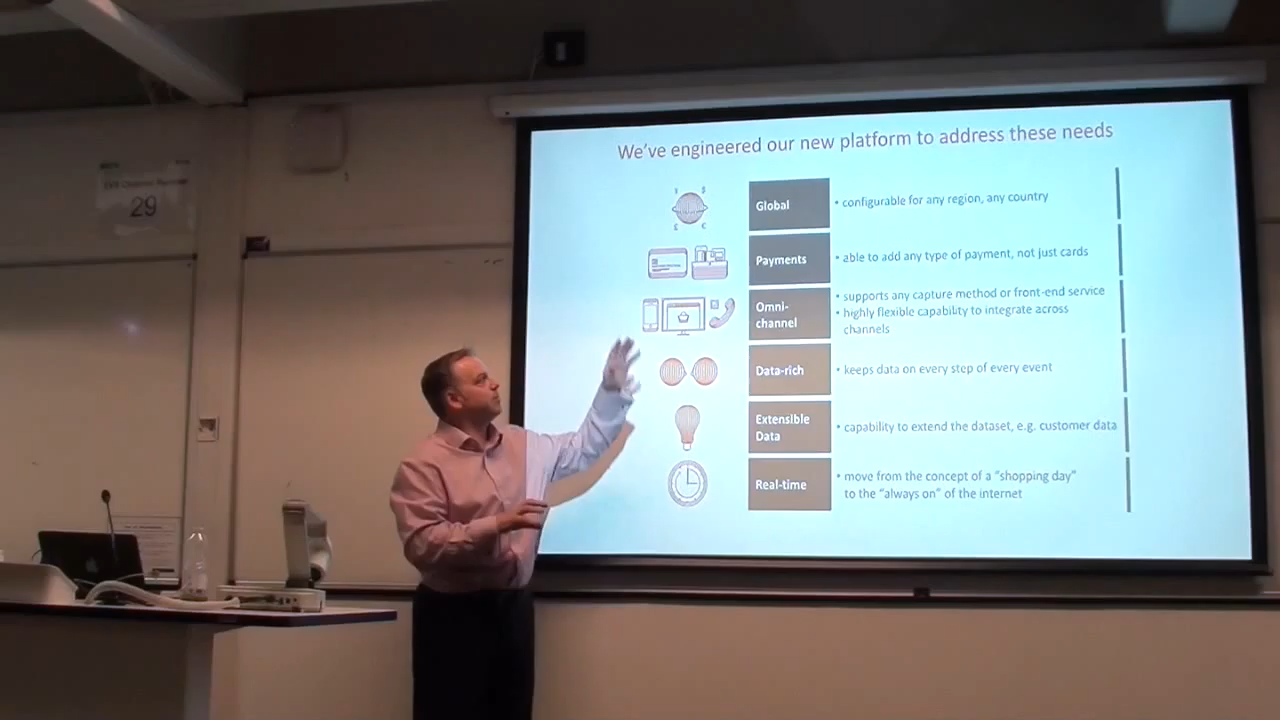 We've engineered our new platform to address these needs
Global
• configurable for any region, any country
Payments
• able to add any type of payment, not just cards
Omni-
channel
• supports any capture method or front-end service
• highly flexible capability to integrate across
channels
Data-rich
• keeps data on every step of every event
Extensible
Data
• capability to extend the dataset, e.g. customer data
Real-time
• move from the concept of a "shopping day"
to the "always on" of the internet
29